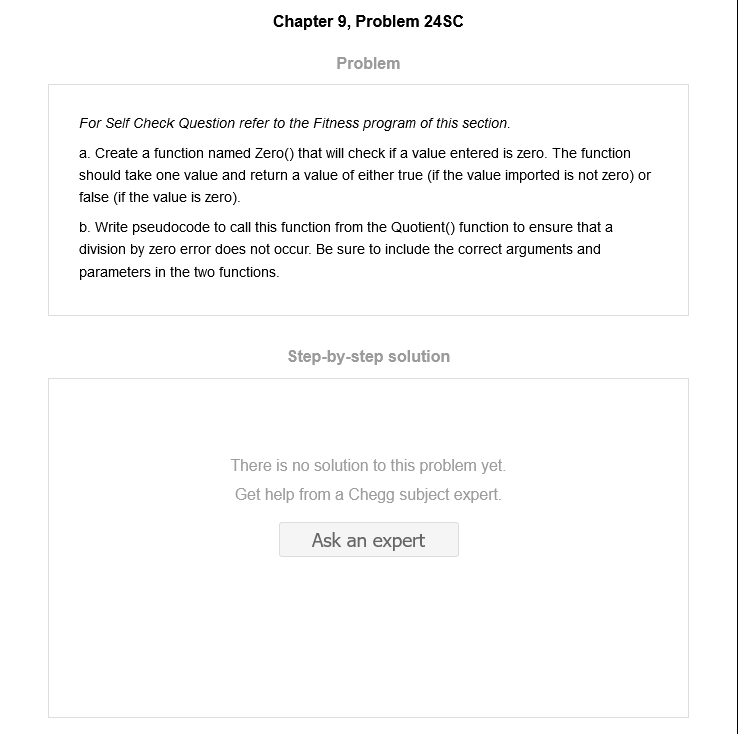 Chapter 9, Problem 24SC
Problem
For Self Check Question refer to the Fitness program of this section.
a. Create a function named Zero() that will check if a value entered is zero. The function
should take one value and return a value of either true (if the value imported is not zero) or
false (if the value is zero).
b. Write pseudocode to call this function from the Quotient() function to ensure that a
division by zero error does not occur. Be sure to include the correct arguments and
parameters in the two functions.
Step-by-step solution
There is no solution to this problem yet.
Get help from a Chegg subject expert.
Ask an expert